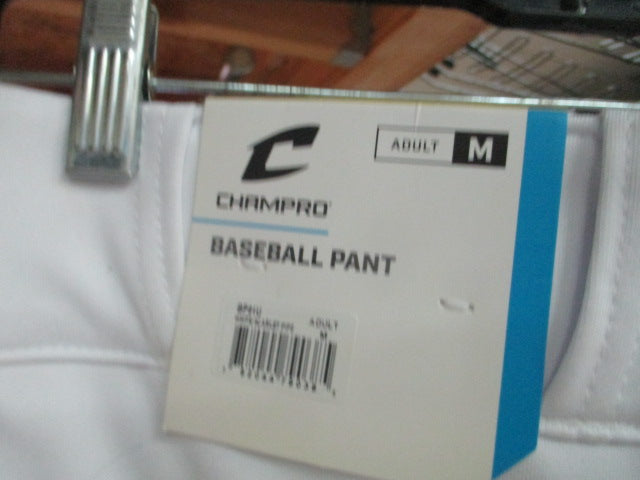 ADULT M
CHAMPRO
BASEBALL PANT
ADULT
M